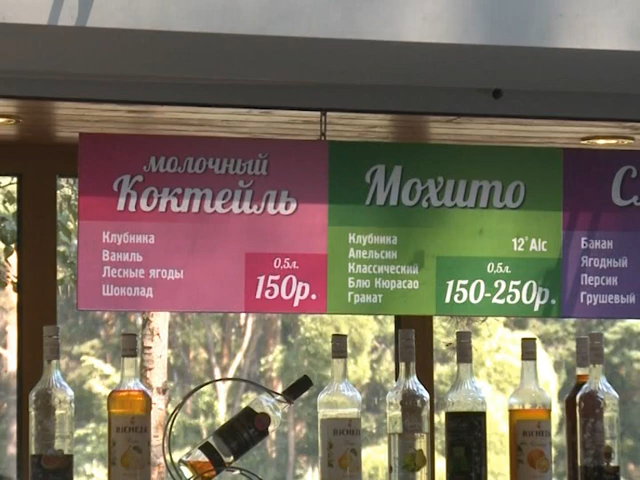 молочный
Коктейль
Клубника
Ваниль
Лесные ягоды
Шоколад
0,5л.
150р.
Мохито
Клубника
Апельсин
Классический
Блю Кюрасао
Гранат
12° Alc
0,5л.
150-250р.
Банан
Ягодный
Персик
Грушевый